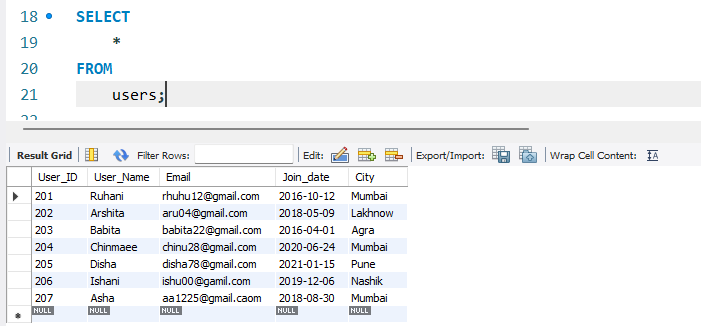 18 SELECT
19 *
20 FROM
21 users;
Result Grid Filter Rows: Edit: Export/Import: Wrap Cell Content:
User_ID User_Name Email Join_date City
201 Ruhani rhuhu12@gmail.com 2016-10-12 Mumbai
202 Arshita aru04@gmail.com 2018-05-09 Lakhnow
203 Babita babita22@gmail.com 2016-04-01 Agra
204 Chinmaee chinu28@gmail.com 2020-06-24 Mumbai
205 Disha disha78@gmail.com 2021-01-15 Pune
206 Ishani ishu00@gamil.com 2019-12-06 Nashik
207 Asha aa1225@gmail.caom 2018-08-30 Mumbai
NULL NULL NULL NULL NULL